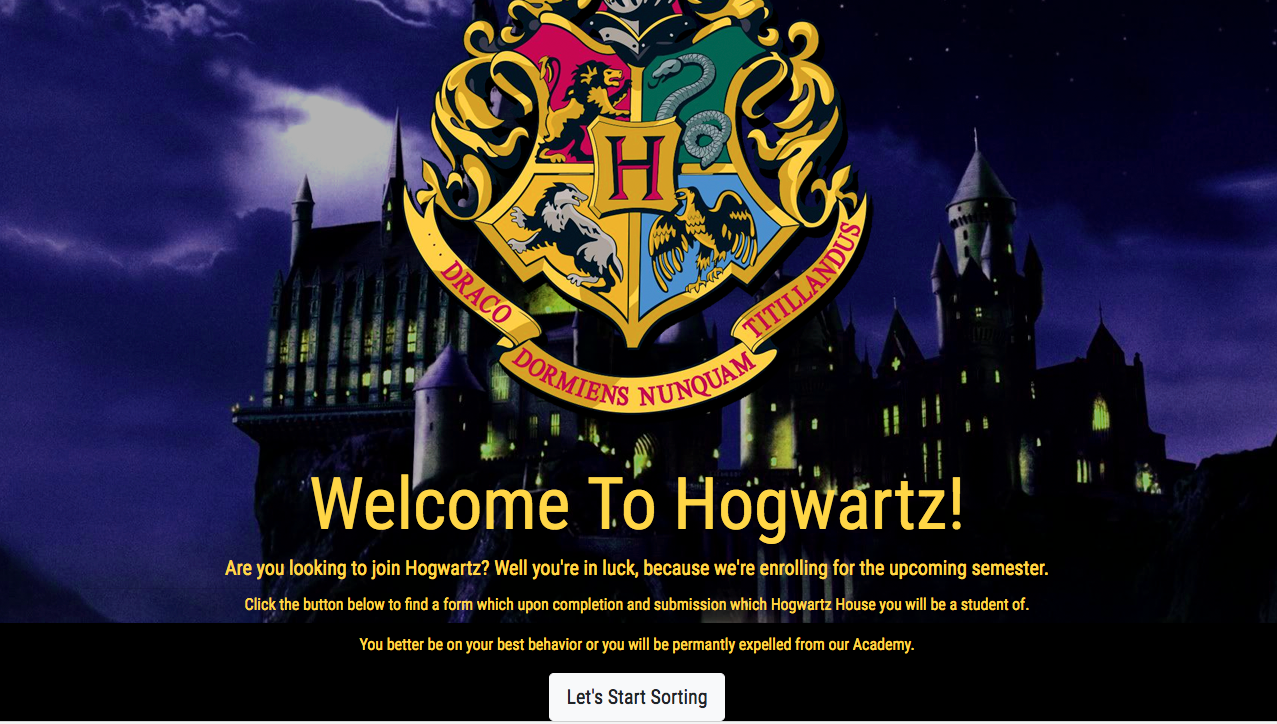 H
DRACO
DORMIENS NUNQUAM
TITILLANDUS
Welcome To Hogwartz!
Are you looking to join Hogwartz? Well you're in luck, because we're enrolling for the upcoming semester.
Click the button below to find a form which upon completion and submission which Hogwartz House you will be a student of.
You better be on your best behavior or you will be permantly expelled from our Academy.
Let's Start Sorting